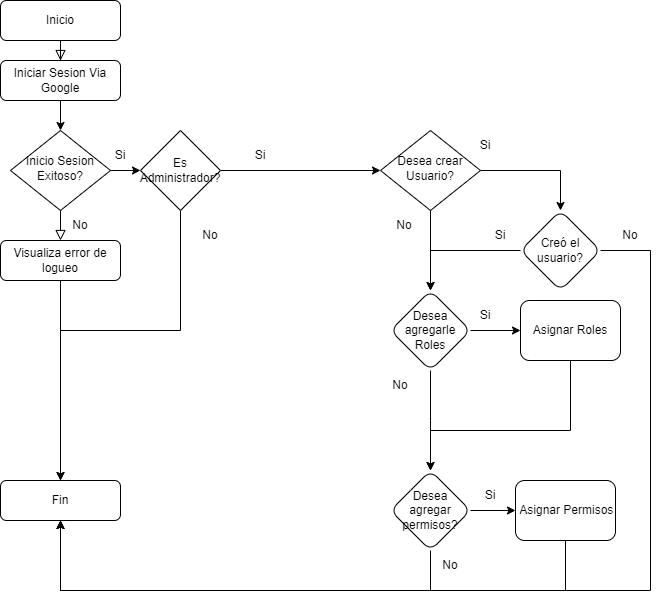 Inicio
Iniciar Sesion Via
Google
Inicio Sesion
Exitoso?
Si
Es
Administrador?
Si
Desea crear
Usuario?
Si
No
Visualiza error de
logueo
No
No
Si
Creó el
usuario?
No
Desea
agregarle
Roles
Si
Asignar Roles
No
Fin
Desea
agregar
permisos?
Si
Asignar Permisos
No